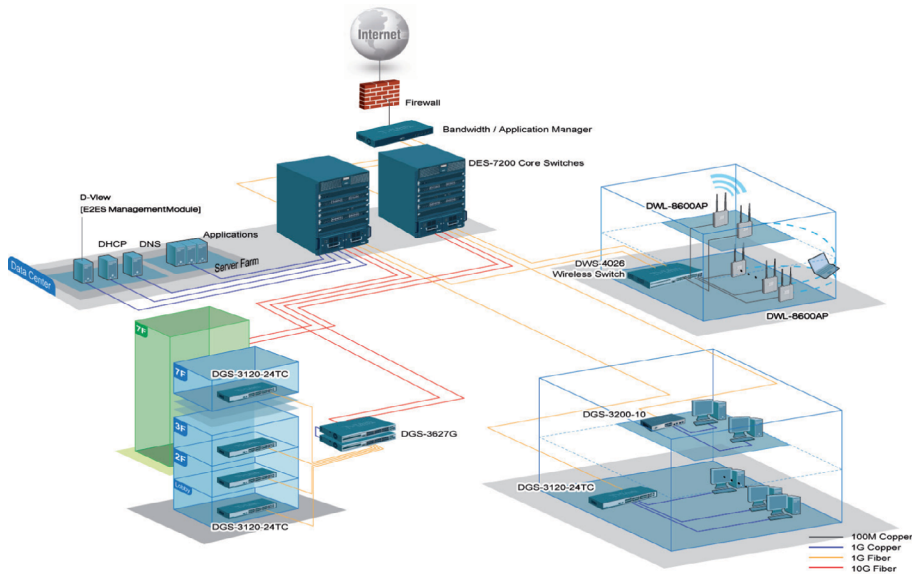 Internet
Firewall
Bandwidth / Application Manager
DES-7200 Core Switches
D-View
[E2ES ManagementModule]
DHCP
DNS
Applications
Server Farm
Data Center
DWL-8600AP
DWS-4026
Wireless Switch
DWL-8600AP
7F
7F
DGS-3120-24TC
3F
2F
Lobby
DGS-3120-24TC
DGS-3627G
DGS-3200-10
DGS-3120-24TC
100M Copper
1G Copper
1G Fiber
10G Fiber